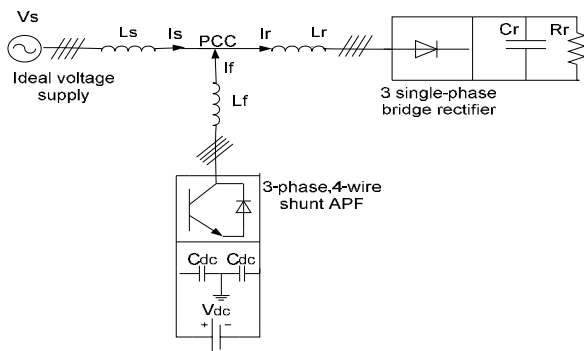 Vs
Ls
Is
PCC
Ir
Lr
Cr
Rr
Ideal voltage
supply
If
Lf
3 single-phase
bridge rectifier
3-phase,4-wire
shunt APF
Cdc
Cdc
Vdc
+
−